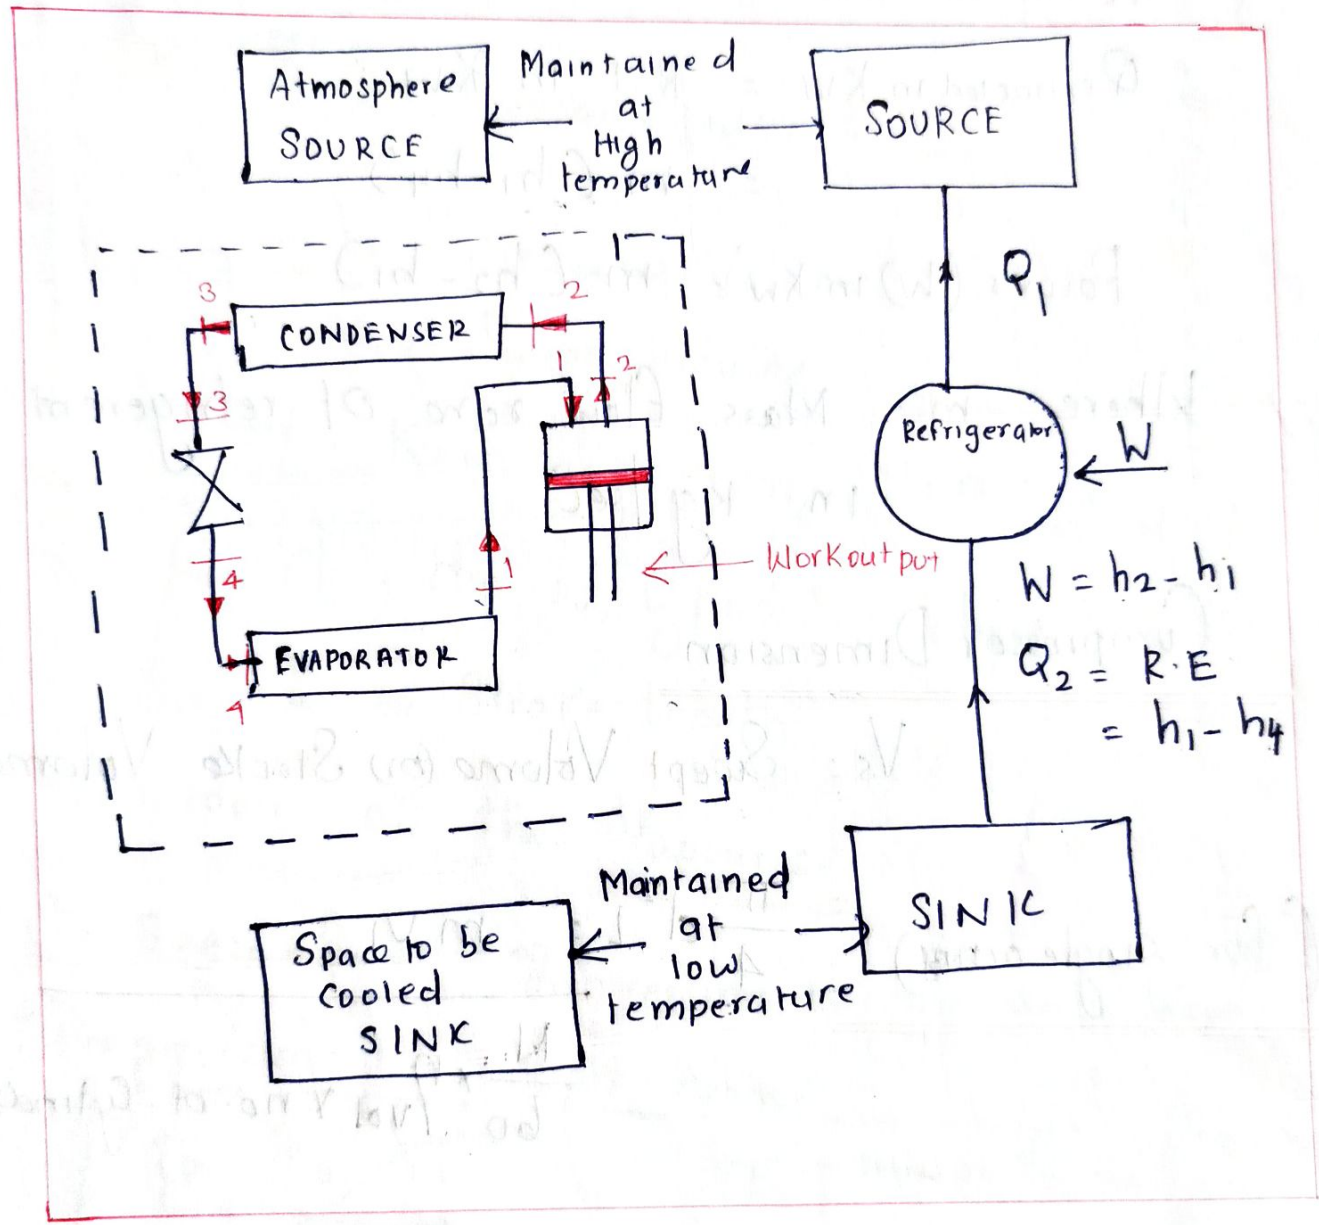 Atmosphere
SOURCE
Maintained
at
High
temperature
SOURCE
Q1
3
CONDENSER
2
1
2
3
Refrigerator
W
4
1
Workoutput
W = h2 - h1
EVAPORATOR
Q2 = R.E
= h1 - h4
4
Maintained
at
low
temperature
SINK
Space to be
cooled
SINK